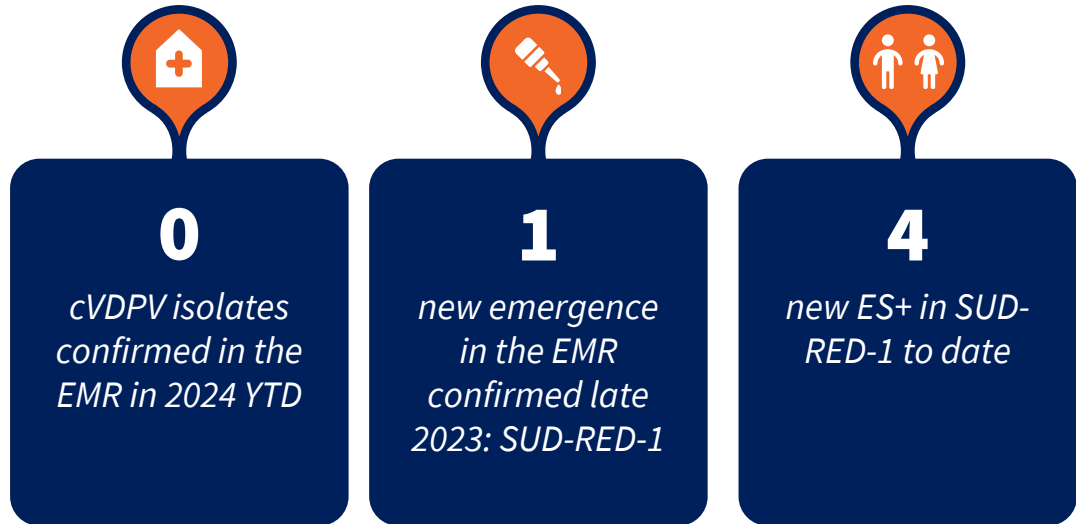 0
cVDPV isolates
confirmed in the
EMR in 2024 YTD
1
new emergence
in the EMR
confirmed late
2023: SUD-RED-1
4
new ES+ in SUD-
RED-1 to date